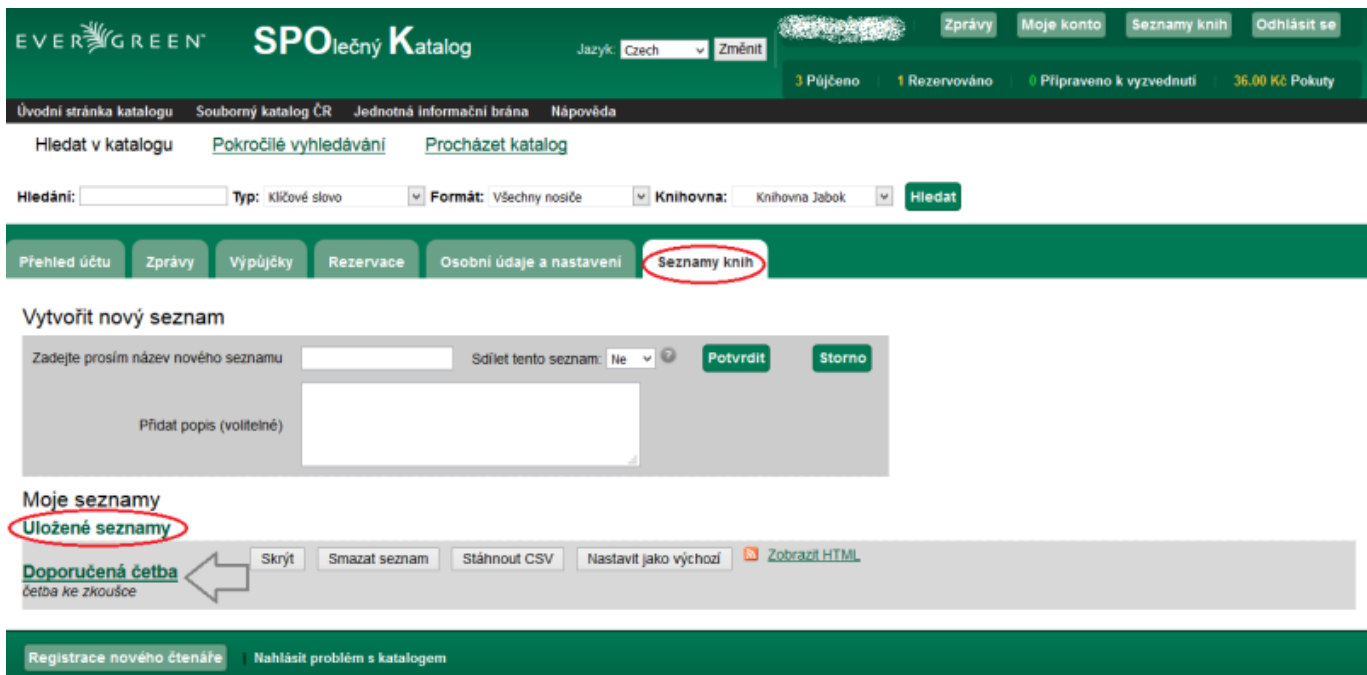 EVERGREEN SPOlečný Katalog Jazyk: Czech Změnit Zprávy Moje konto Seznamy knih Odhlásit se
3 Půjčeno 1 Rezervováno 0 Připraveno k vyzvednutí 36.00 Kč Pokuty
Úvodní stránka katalogu Souborný katalog ČR Jednotná informační brána Nápověda
Hledat v katalogu Pokročilé vyhledávání Procházet katalog
Hledání: Typ: Klíčové slovo Formát: Všechny nosiče Knihovna: Knihovna Jabok Hledat
Přehled účtu Zprávy Výpůjčky Rezervace Osobní údaje a nastavení Seznamy knih
Vytvořit nový seznam
Zadejte prosím název nového seznamu Sdílet tento seznam: Ne ? Potvrdit Storno
Přidat popis (volitelné)
Moje seznamy
Uložené seznamy
Skrýt Smazat seznam Stáhnout CSV Nastavit jako výchozí Zobrazit HTML
Doporučená četba
četba ke zkoušce
Registrace nového čtenáře Nahlásit problém s katalogem